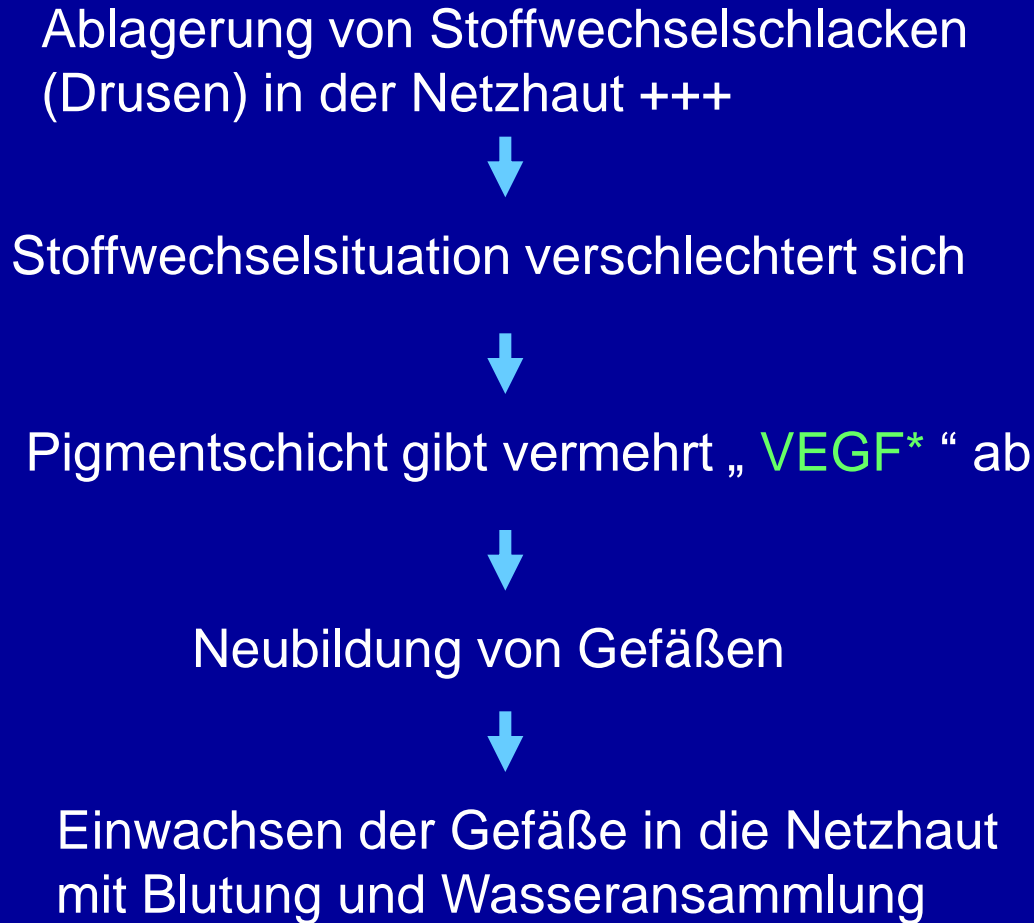 Ablagerung von Stoffwechselschlacken
(Drusen) in der Netzhaut +++
Stoffwechselsituation verschlechtert sich
Pigmentschicht gibt vermehrt „ VEGF* “ ab
Neubildung von Gefäßen
Einwachsen der Gefäße in die Netzhaut
mit Blutung und Wasseransammlung